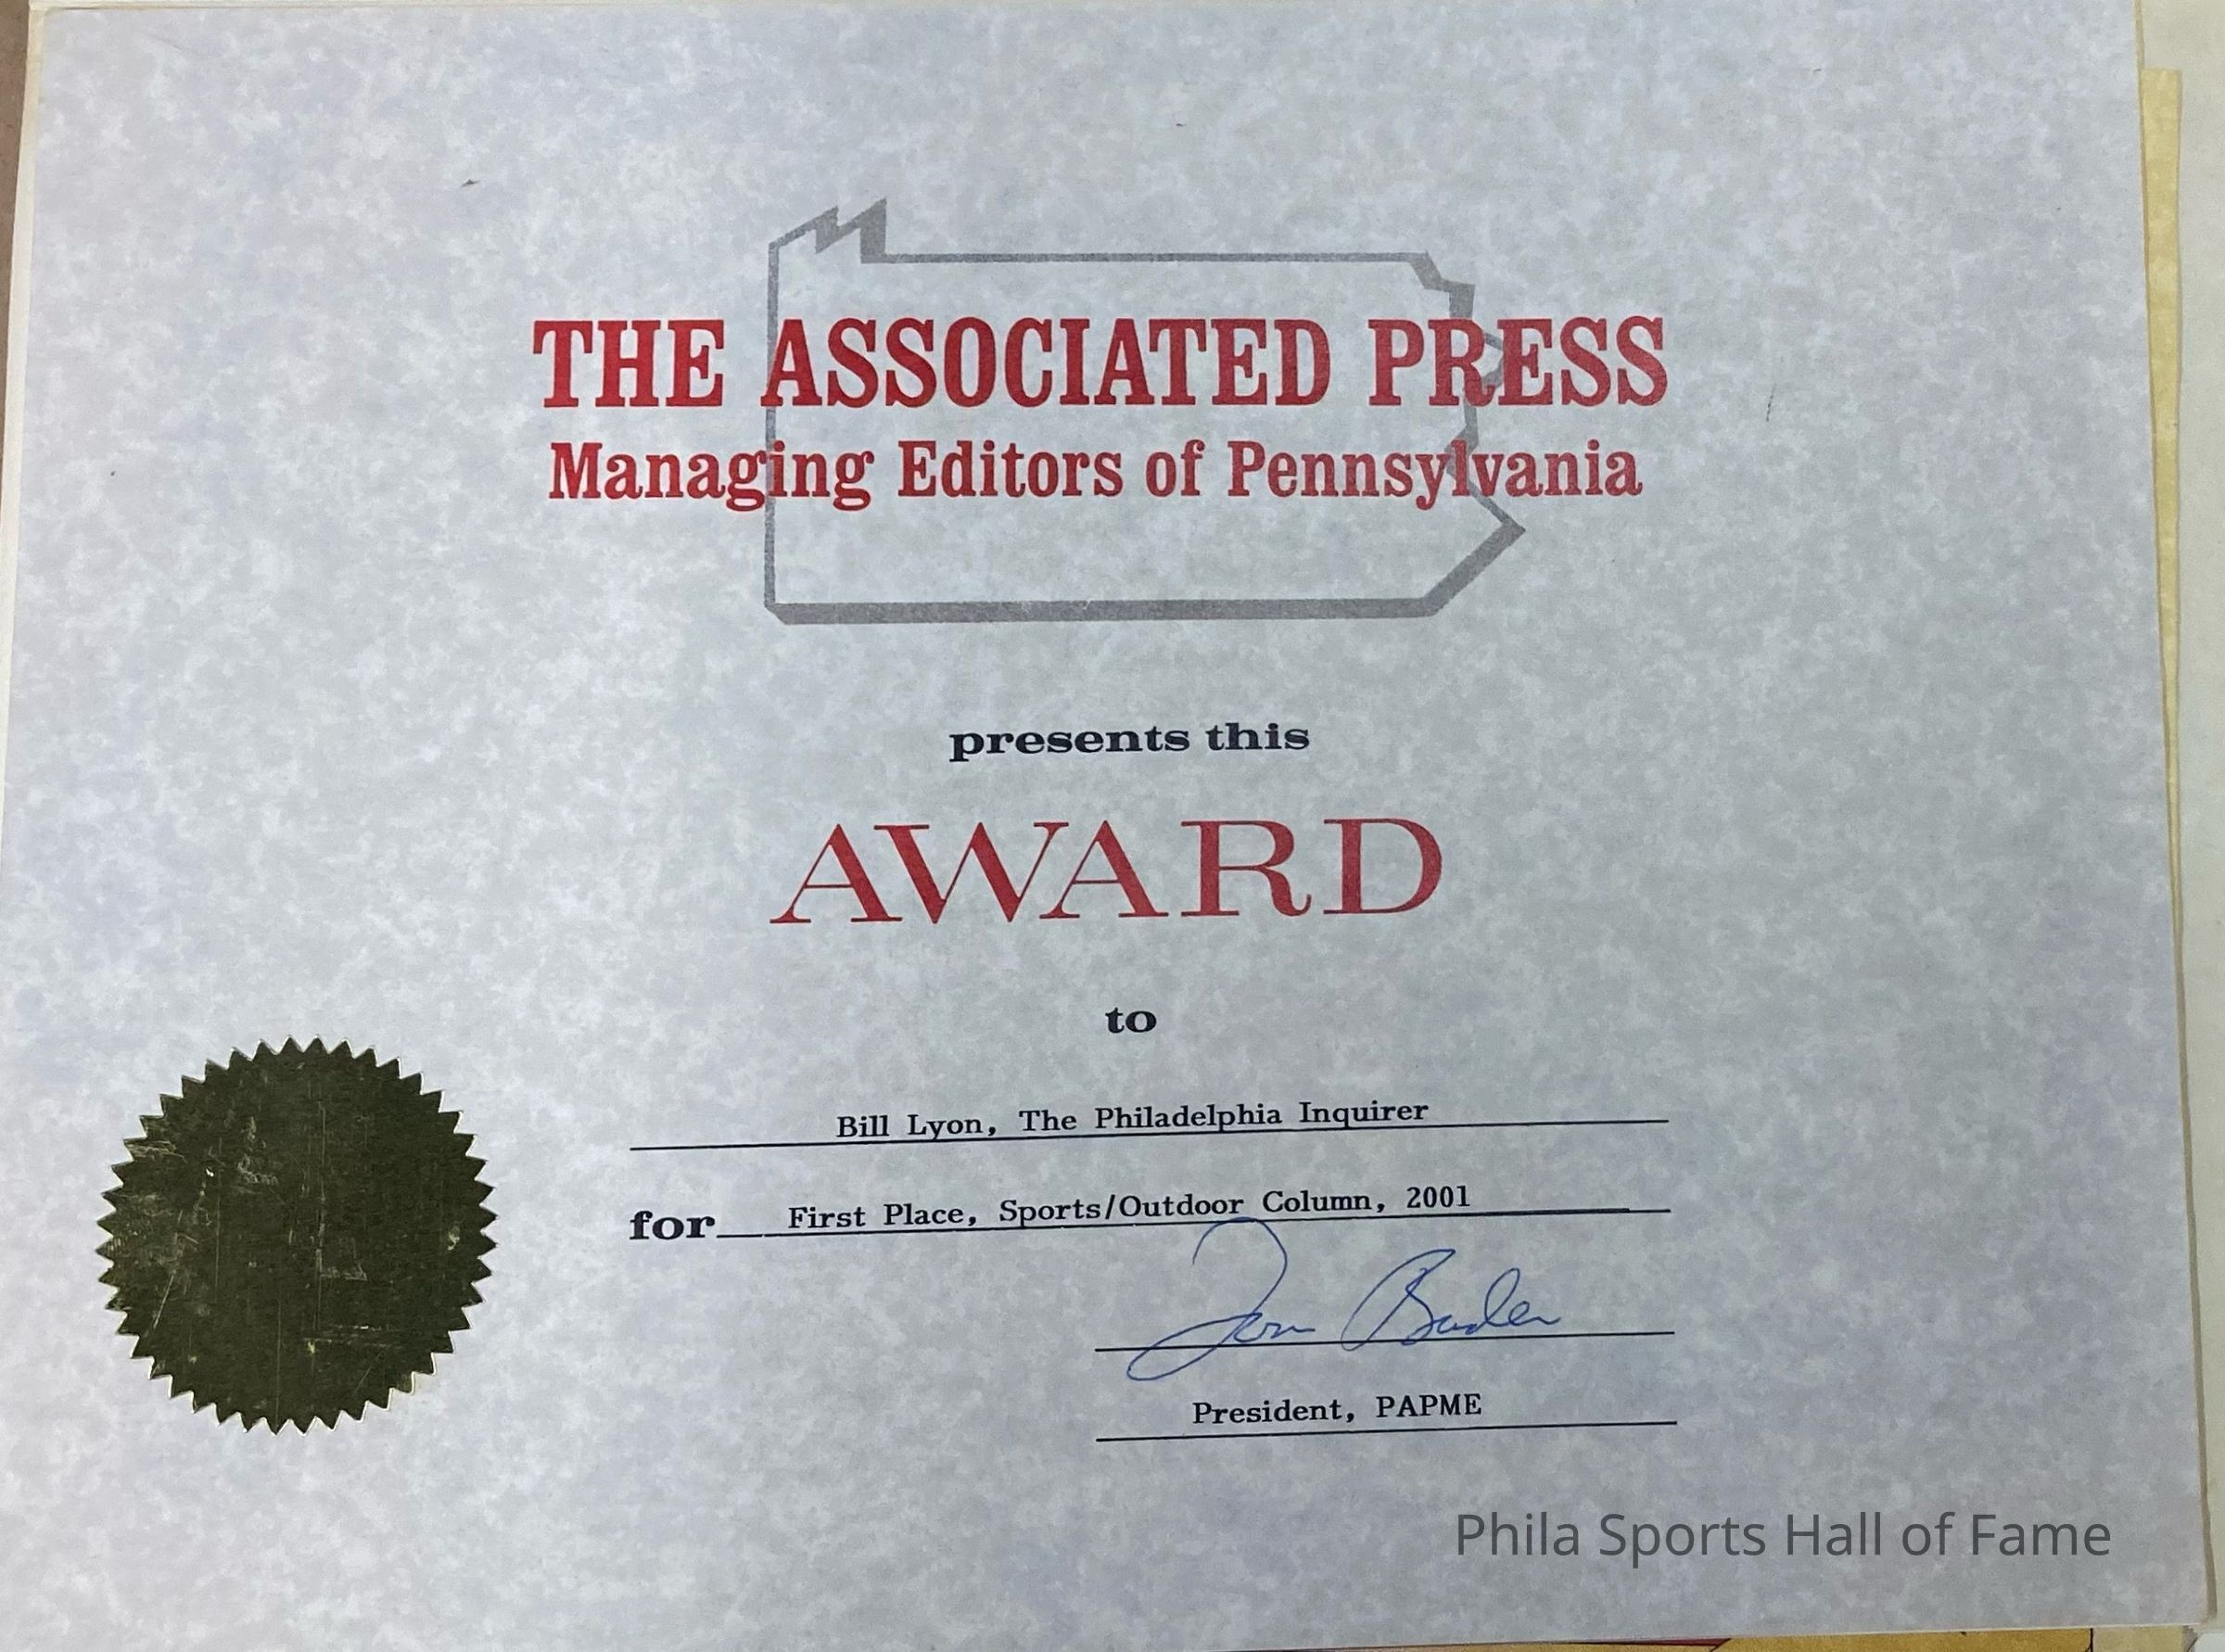 THE ASSOCIATED PRESS
Managing Editors of Pennsylvania
presents this
AWARD
to
Bill Lyon, The Philadelphia Inquirer
for First Place, Sports/Outdoor Column, 2001
President, PAPME
Phila Sports Hall of Fame